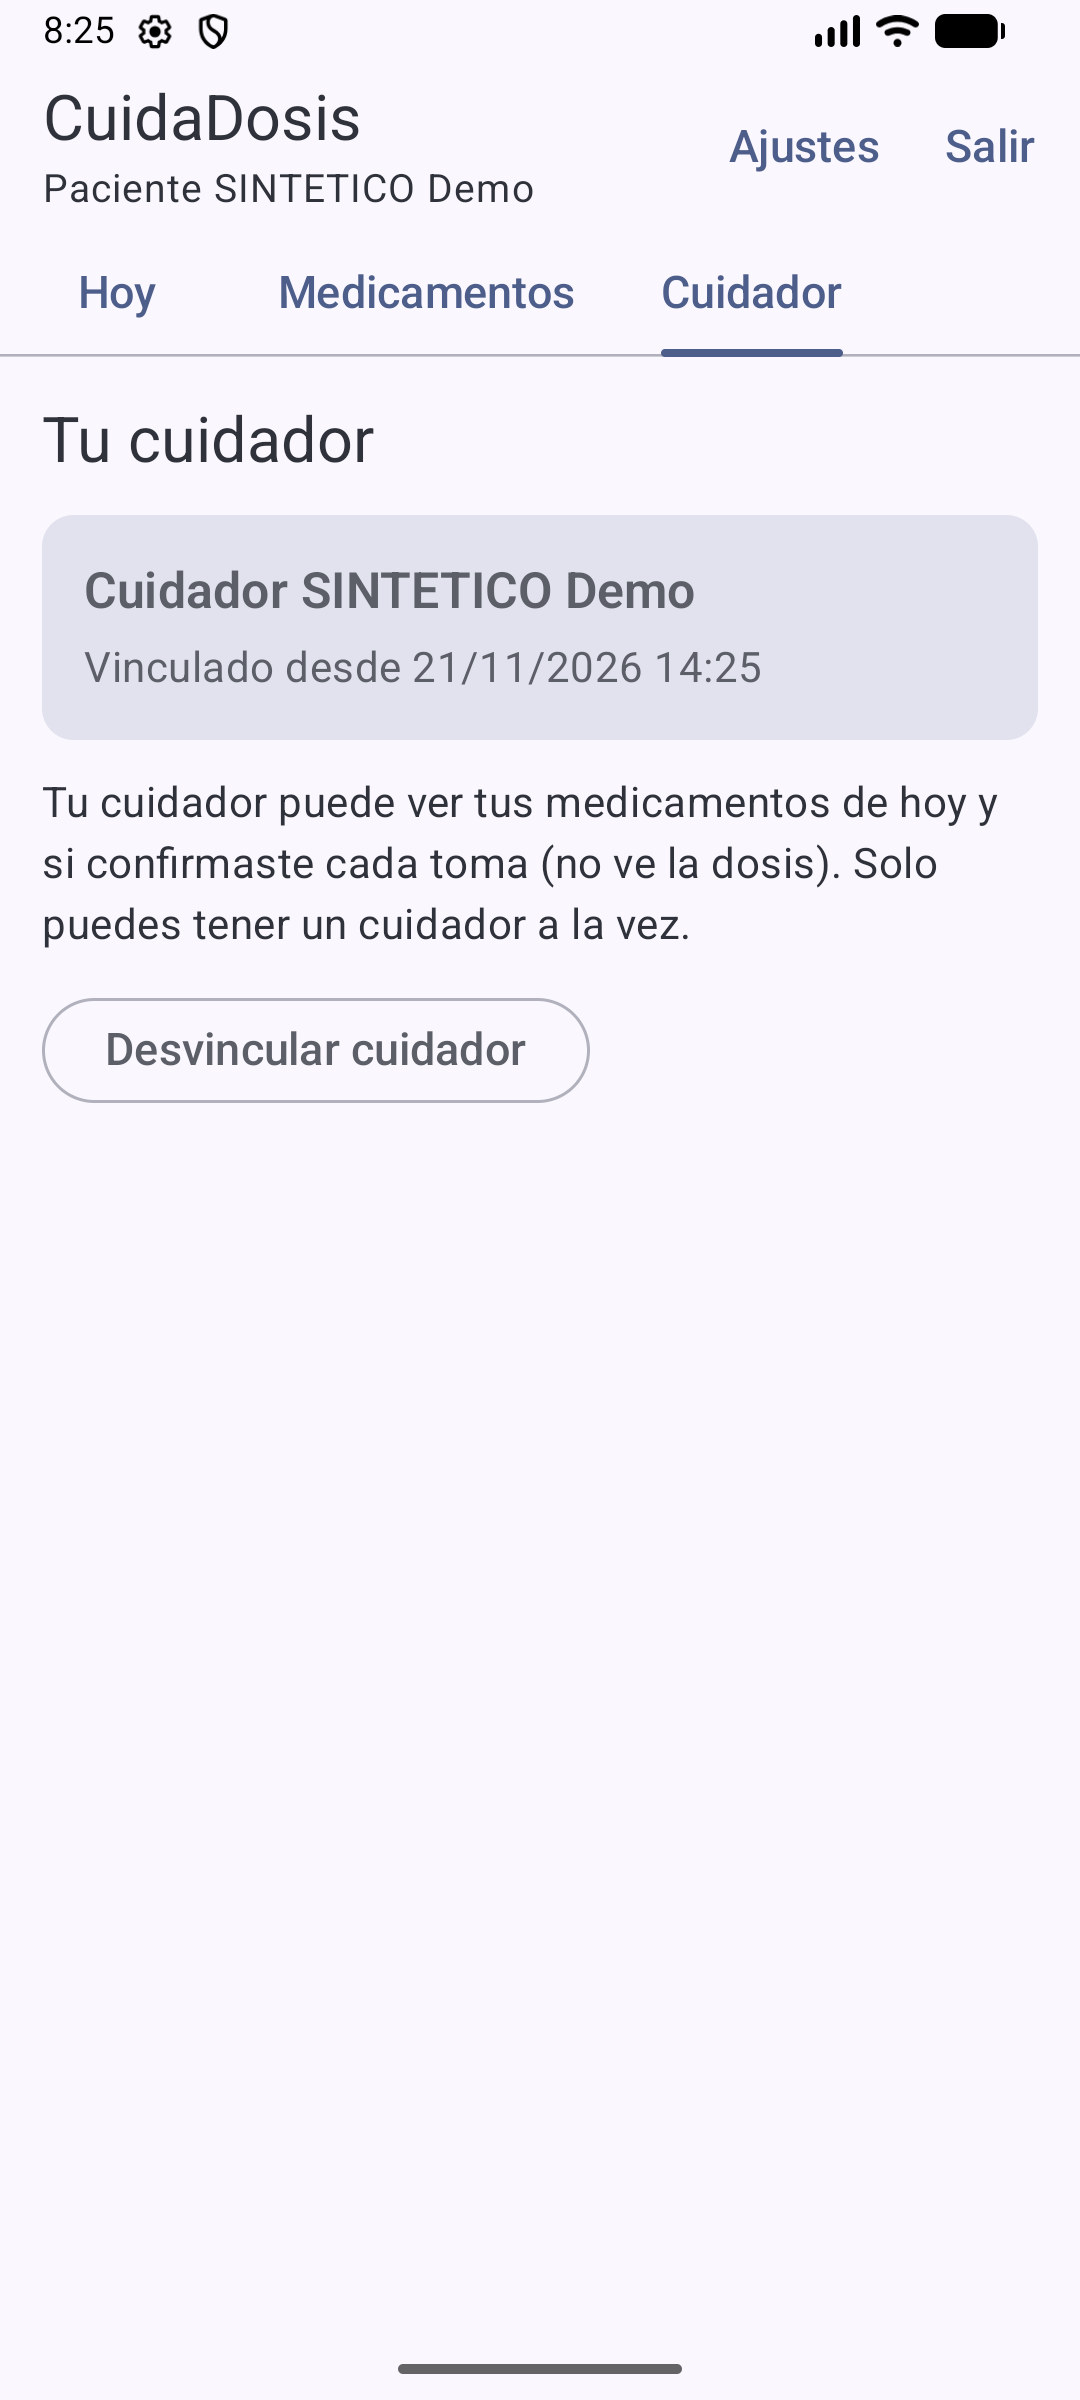 8:25
CuidaDosis
Paciente SINTETICO Demo
Ajustes
Salir
Hoy
Medicamentos
Cuidador
Tu cuidador
Cuidador SINTETICO Demo
Vinculado desde 21/11/2026 14:25
Tu cuidador puede ver tus medicamentos de hoy y
si confirmaste cada toma (no ve la dosis). Solo
puedes tener un cuidador a la vez.
Desvincular cuidador